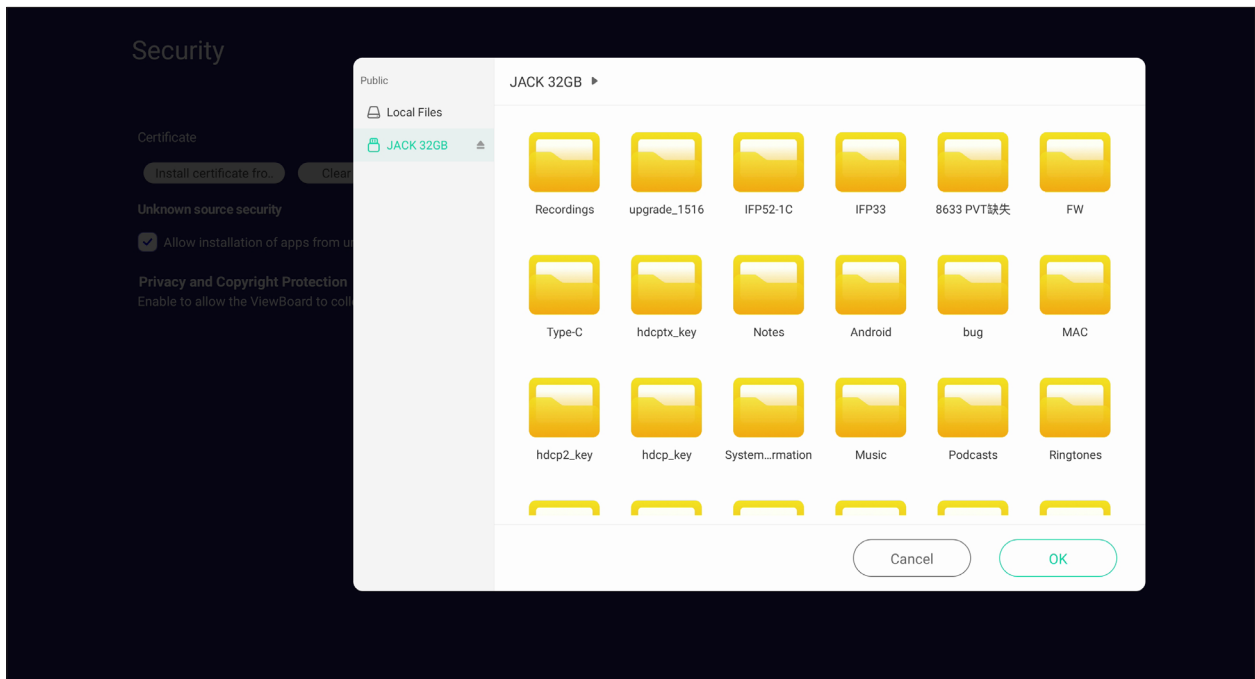 Security
Certificate
Install certificate fro..
Clear
Unknown source security
Allow installation of apps from un
Privacy and Copyright Protection
Enable to allow the ViewBoard to colle
Public
Local Files
JACK 32GB
JACK 32GB
Recordings
upgrade_1516
IFP52-1C
IFP33
8633 PVT缺失
FW
Type-C
hdcptx_key
Notes
Android
bug
MAC
hdcp2_key
hdcp_key
System...rmation
Music
Podcasts
Ringtones
Cancel
OK